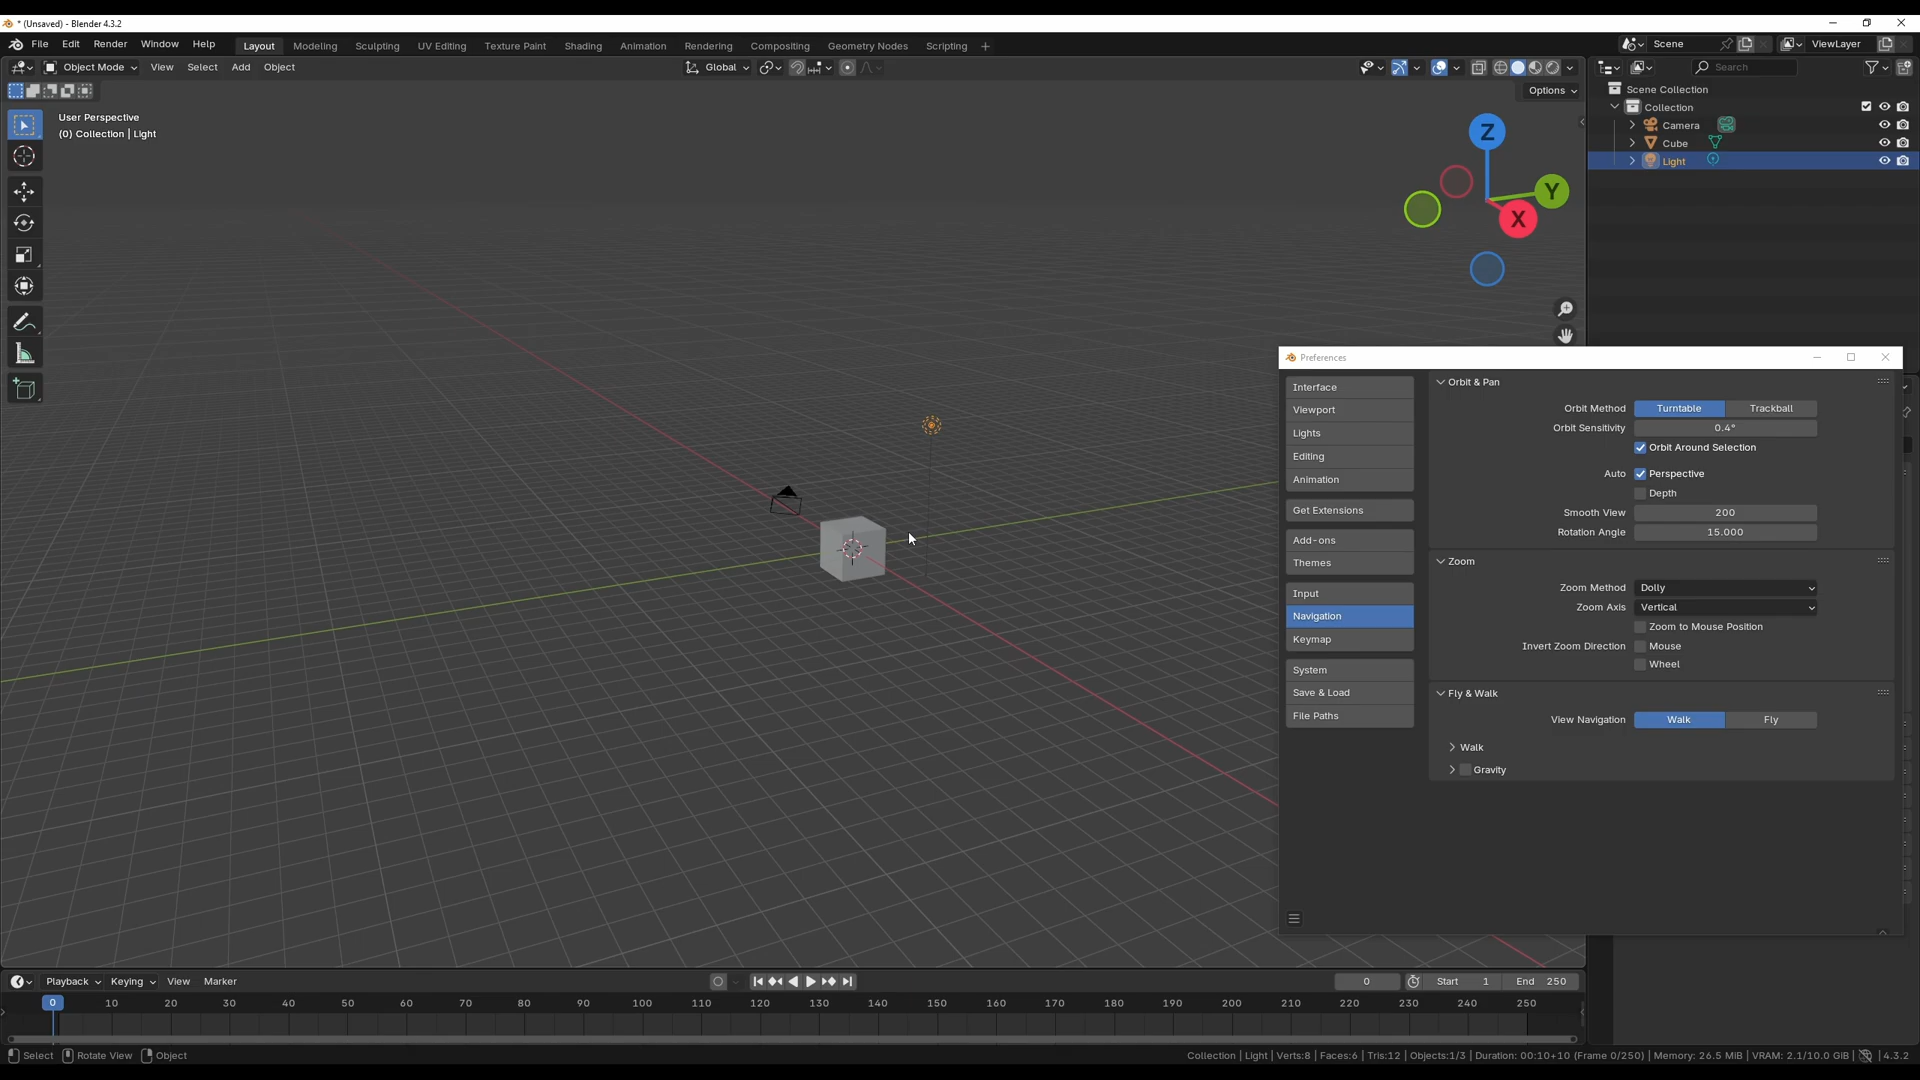 * (Unsaved) - Blender 4.3.2
File Edit Render Window Help Layout Modeling Sculpting UV Editing Texture Paint Shading Animation Rendering Compositing Geometry Nodes Scripting + Scene ViewLayer
Object Mode View Select Add Object Global Search
Options
User Perspective
(0) Collection | Light
Z
Y
X
Scene Collection
Collection
Camera
Cube
Light
Preferences
Interface
Viewport
Lights
Editing
Animation
Get Extensions
Add-ons
Themes
Input
Navigation
Keymap
System
Save & Load
File Paths
Orbit & Pan
Orbit Method Turntable Trackball
Orbit Sensitivity 0.4°
Orbit Around Selection
Auto Perspective
Depth
Smooth View 200
Rotation Angle 15.000
Zoom
Zoom Method Dolly
Zoom Axis Vertical
Zoom to Mouse Position
Invert Zoom Direction Mouse
Wheel
Fly & Walk
View Navigation Walk Fly
Walk
Gravity
Playback Keying View Marker 0 Start 1 End 250
0 10 20 30 40 50 60 70 80 90 100 110 120 130 140 150 160 170 180 190 200 210 220 230 240 250
Select Rotate View Object Collection | Light | Verts:8 | Faces:6 | Tris:12 | Objects:1/3 | Duration: 00:10+10 (Frame 0/250) | Memory: 26.5 MiB | VRAM: 2.1/10.0 GiB | 4.3.2